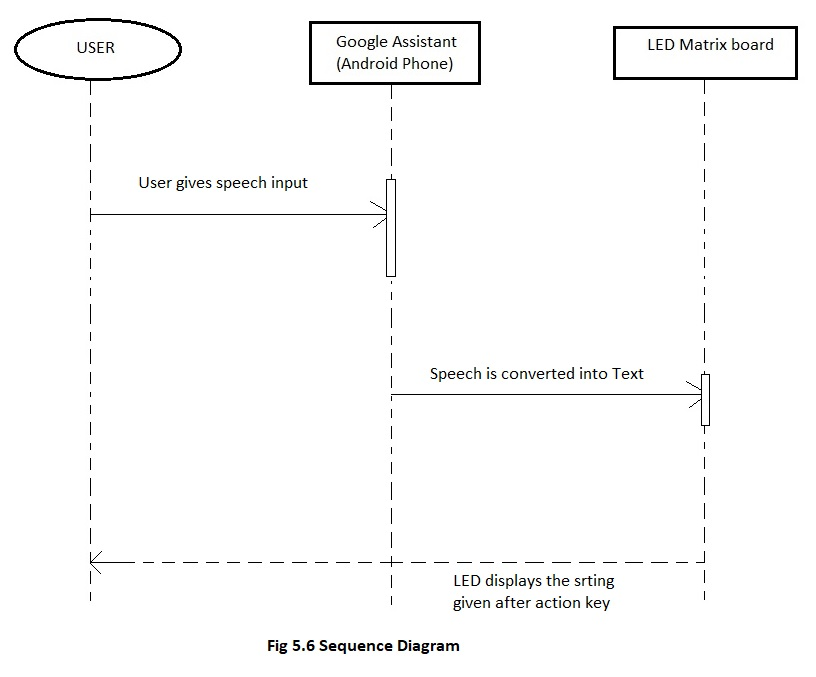 USER
Google Assistant
(Android Phone)
LED Matrix board
User gives speech input
Speech is converted into Text
LED displays the srting
given after action key
Fig 5.6 Sequence Diagram